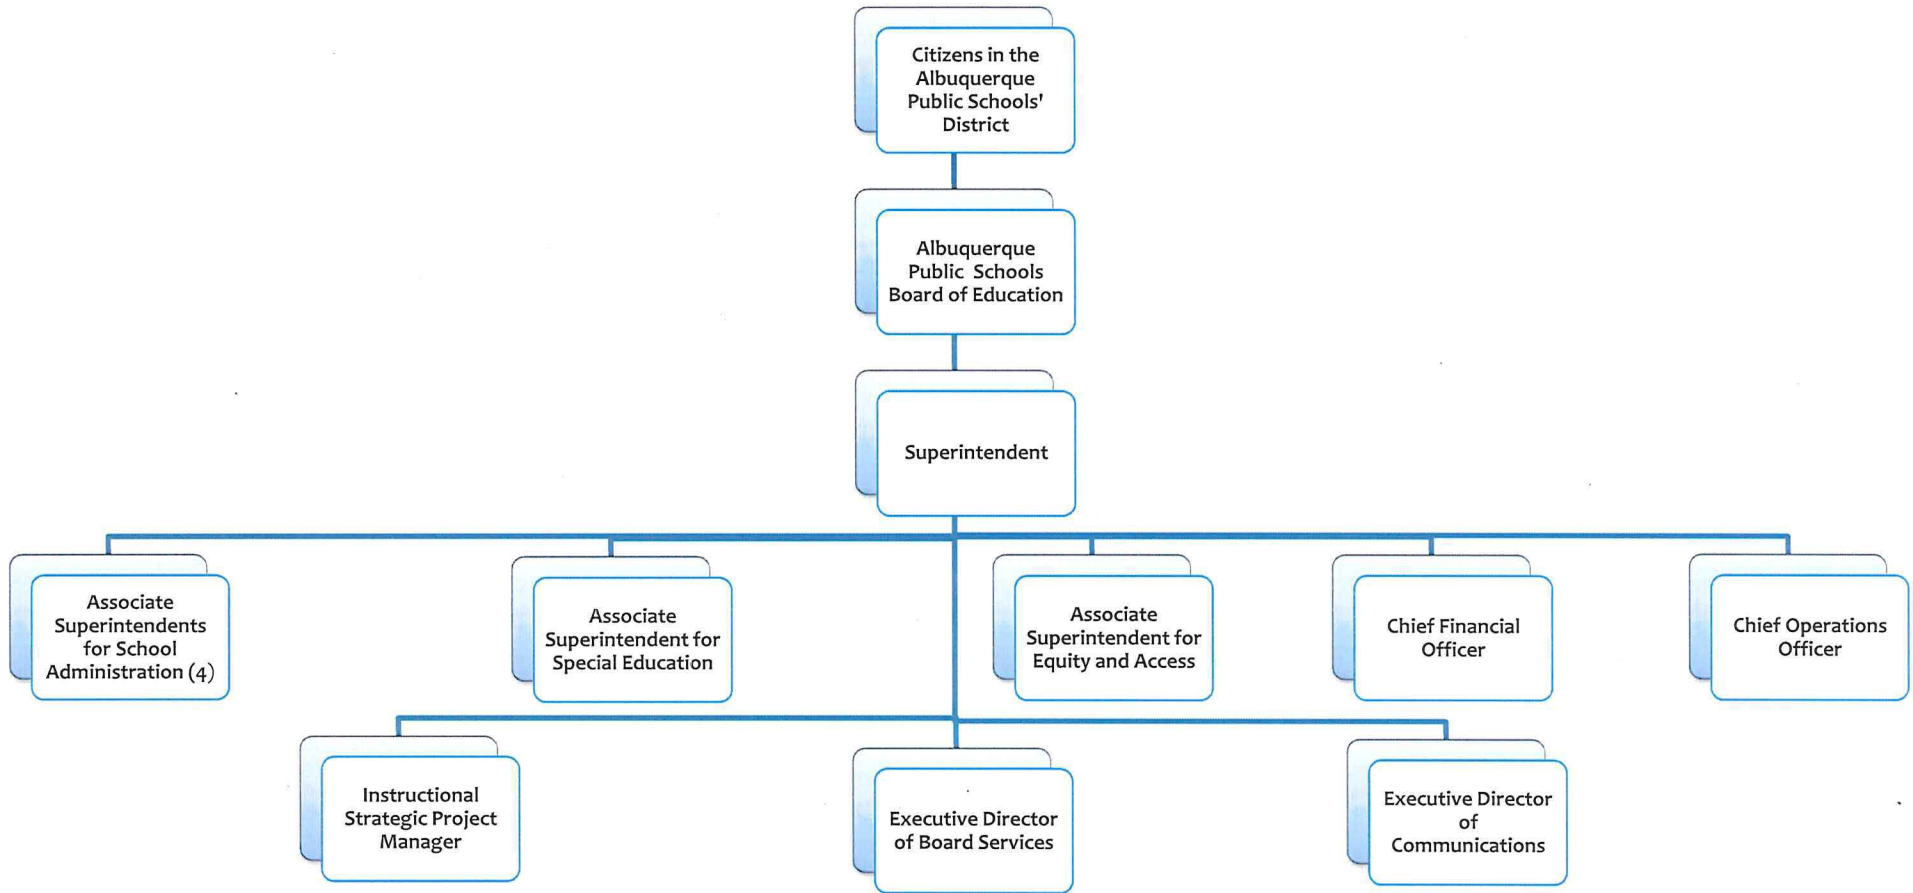 Citizens in the
Albuquerque
Public Schools'
District
Albuquerque
Public Schools
Board of Education
Superintendent
Associate
Superintendents
for School
Administration (4)
Associate
Superintendent for
Special Education
Associate
Superintendent for
Equity and Access
Chief Financial
Officer
Chief Operations
Officer
Instructional
Strategic Project
Manager
Executive Director
of Board Services
Executive Director
of
Communications